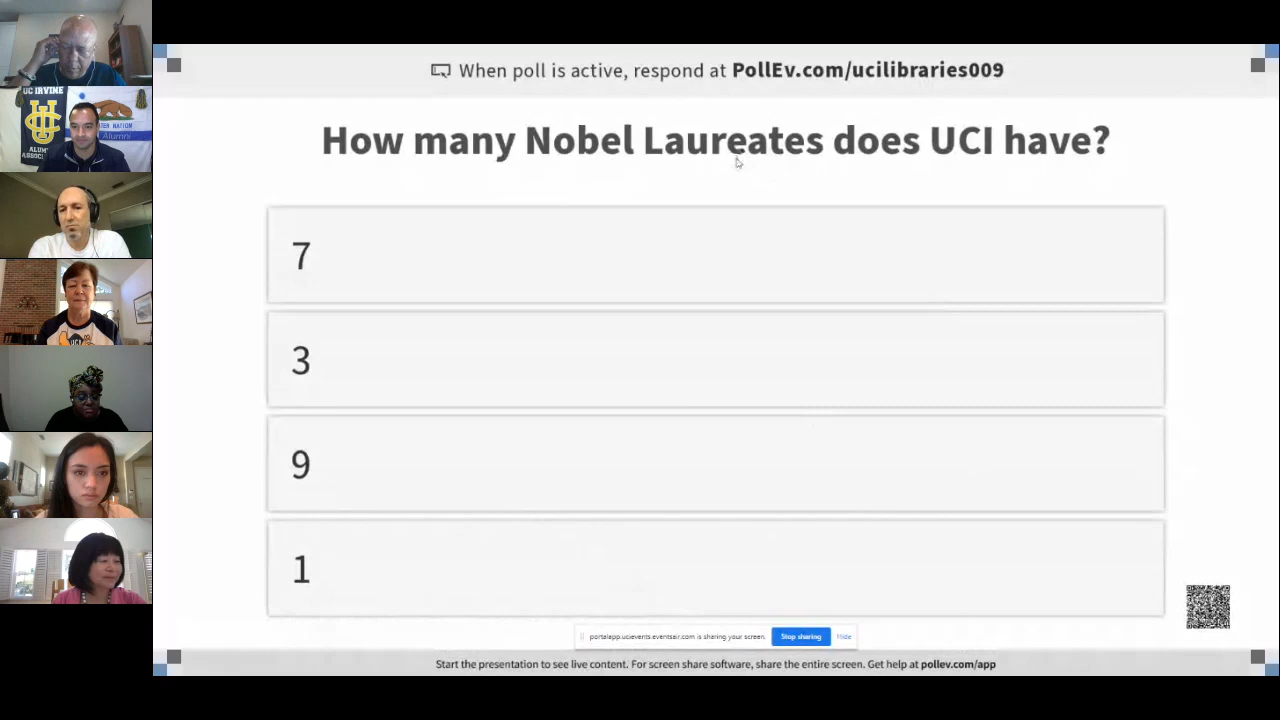 When poll is active, respond at PollEv.com/ucilibraries009
How many Nobel Laureates does UCI have?
7
3
9
1
portalapp.ucievents.eventsair.com is sharing your screen.
Stop sharing
Hide
Start the presentation to see live content. For screen share software, share the entire screen. Get help at pollev.com/app
UC IRVINE
Alumni